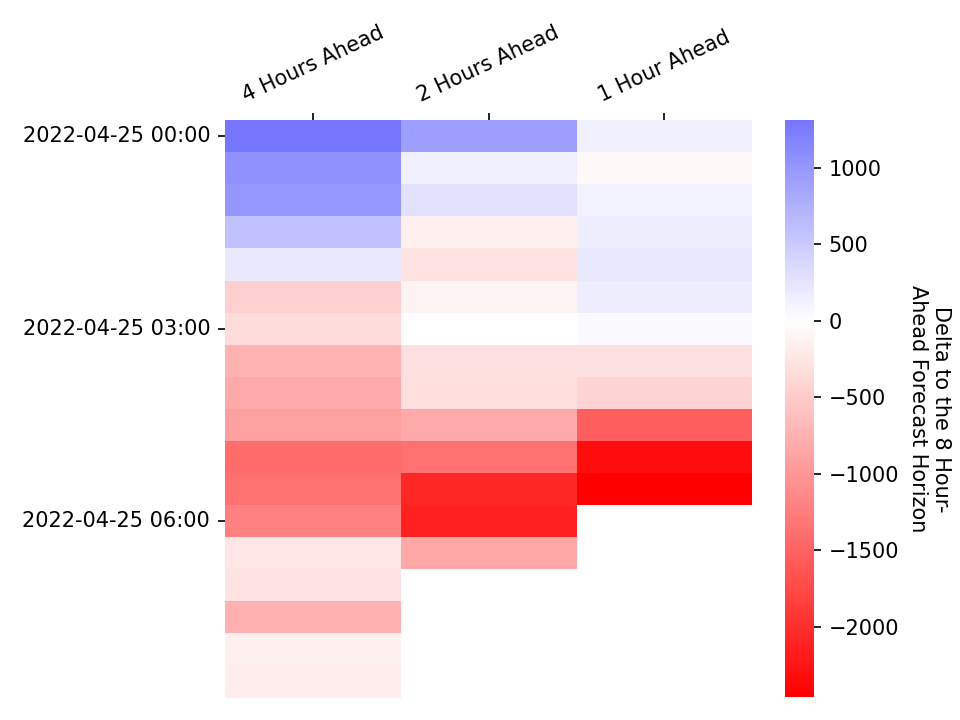 4 Hours Ahead
2 Hours Ahead
1 Hour Ahead
2022-04-25 00:00
2022-04-25 03:00
2022-04-25 06:00
1000
500
0
−500
−1000
−1500
−2000
Delta to the 8 Hour-
Ahead Forecast Horizon